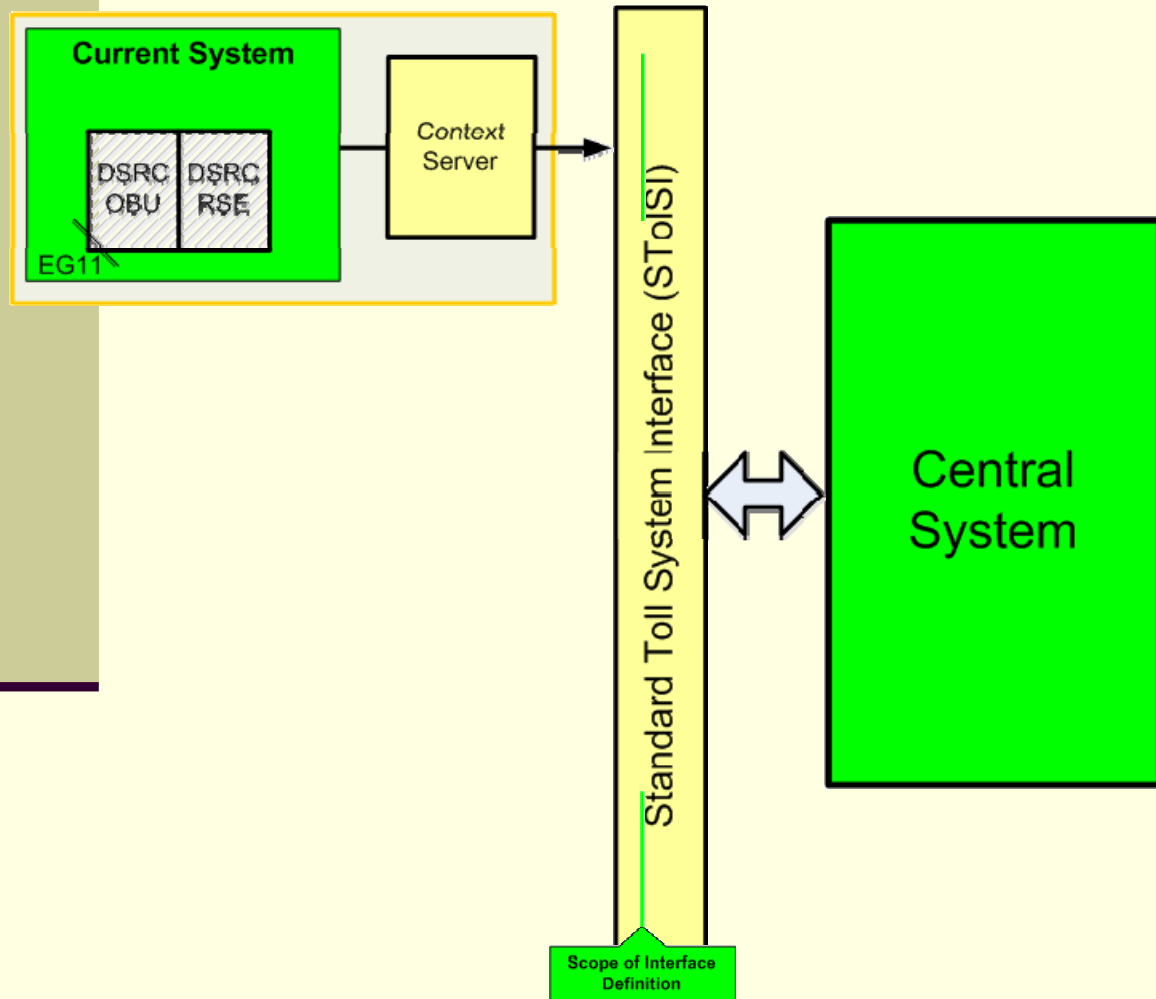 Current System
DSRC
OBU
DSRC
RSE
EG11
Context
Server
Standard Toll System Interface (STolSI)
Central
System
Scope of Interface
Definition